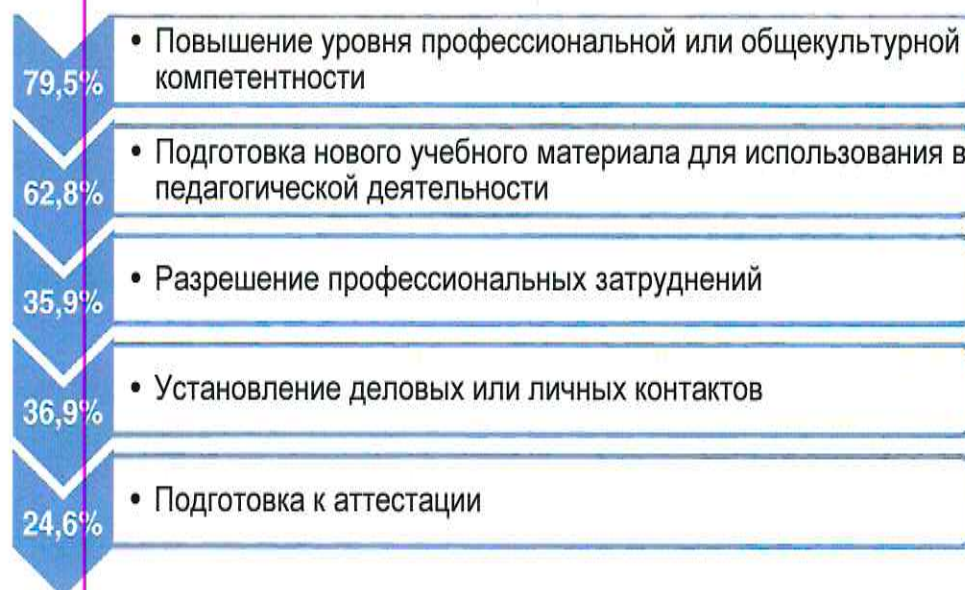 79,5%
• Повышение уровня профессиональной или общекультурной
компетентности
62,8%
• Подготовка нового учебного материала для использования в
педагогической деятельности
35,9%
• Разрешение профессиональных затруднений
36,9%
• Установление деловых или личных контактов
24,6%
• Подготовка к аттестации